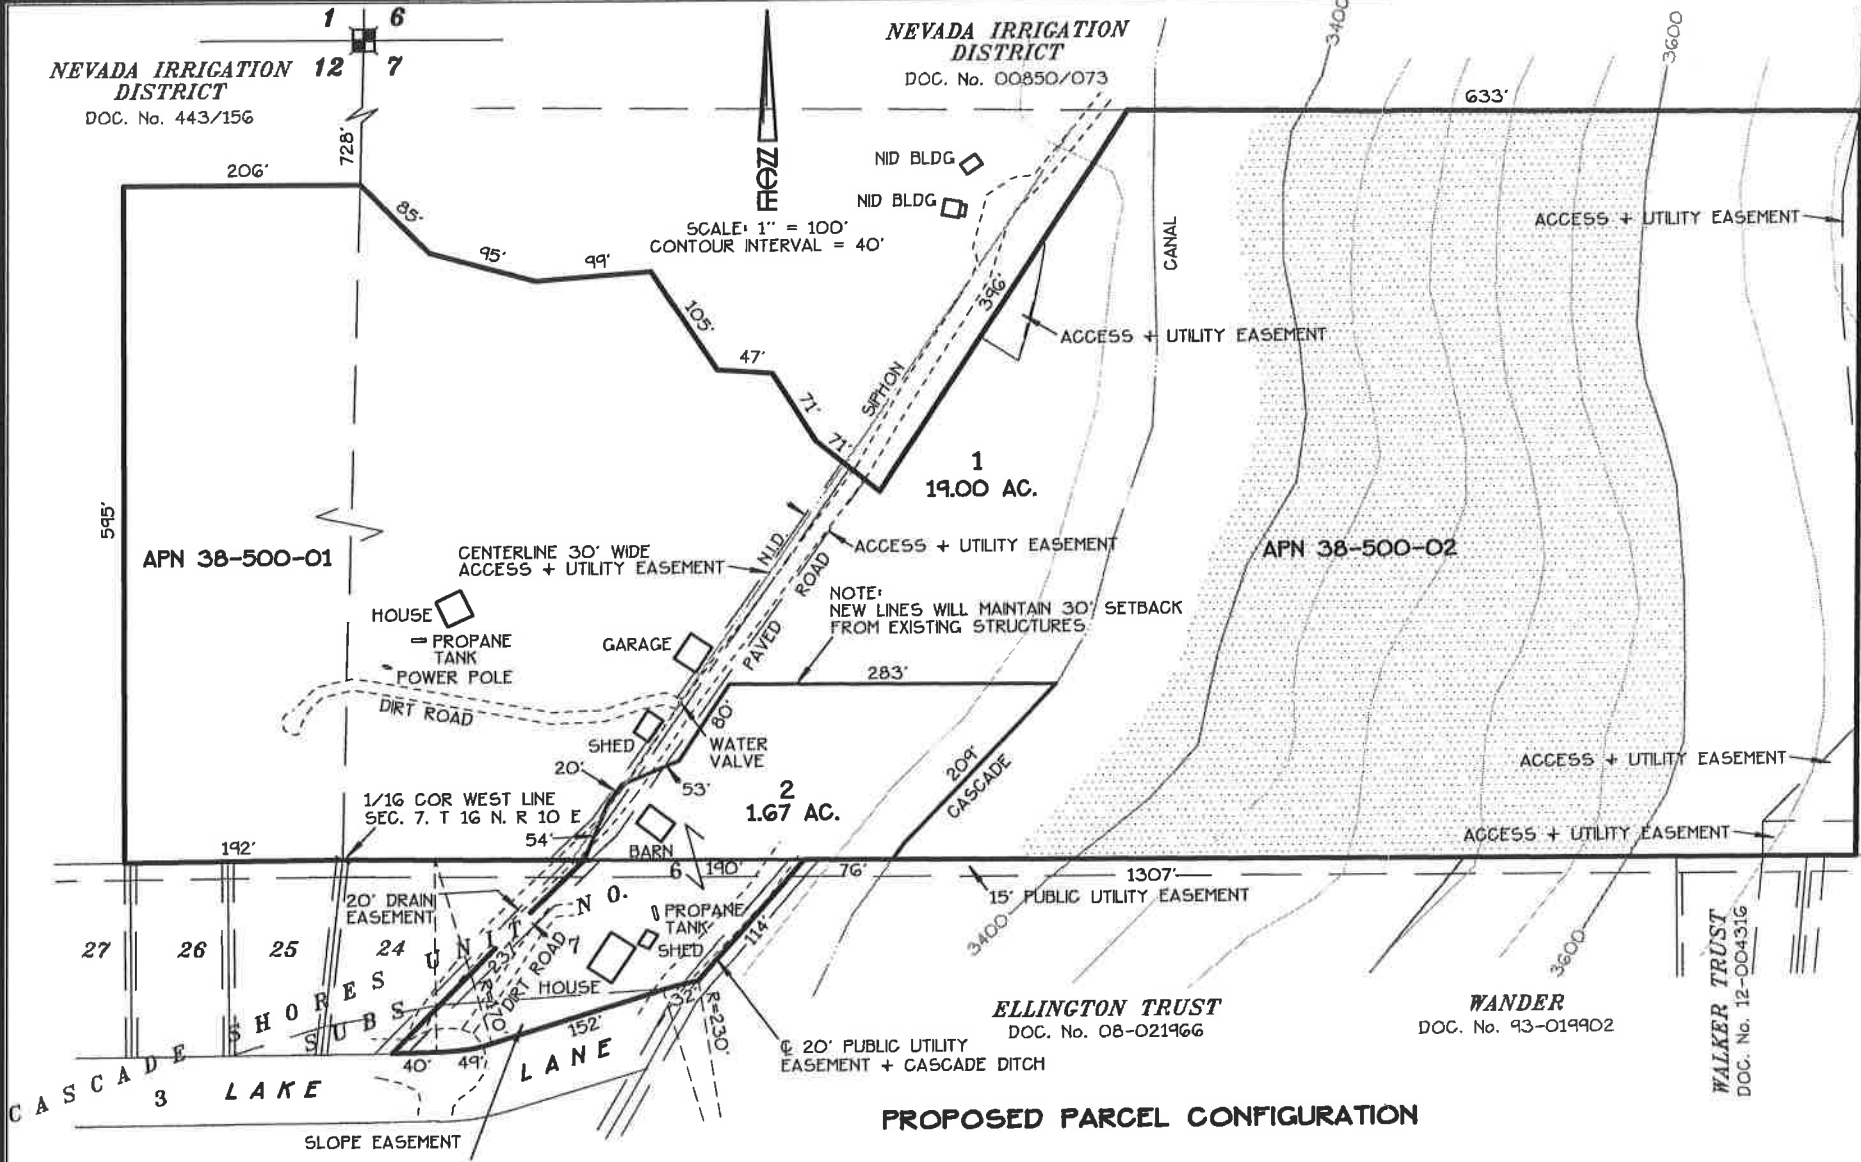 1 6
12 7
NEVADA IRRIGATION
DISTRICT
DOC. No. 443/156
NEVADA IRRIGATION
DISTRICT
DOC. No. 00850/073
3400
3600
633'
728'
206'
85'
95'
99'
105'
47'
71'
71'
396'
595'
NORTH
SCALE: 1" = 100'
CONTOUR INTERVAL = 40'
NID BLDG
NID BLDG
CANAL
ACCESS + UTILITY EASEMENT
ACCESS + UTILITY EASEMENT
SIPHON
N.I.D.
1
19.00 AC.
APN 38-500-01
APN 38-500-02
CENTERLINE 30' WIDE
ACCESS + UTILITY EASEMENT
ACCESS + UTILITY EASEMENT
PAVED ROAD
NOTE:
NEW LINES WILL MAINTAIN 30' SETBACK
FROM EXISTING STRUCTURES
HOUSE
PROPANE
TANK
POWER POLE
DIRT ROAD
GARAGE
283'
80'
SHED
WATER
VALVE
20'
53'
209'
CASCADE
2
1.67 AC.
ACCESS + UTILITY EASEMENT
ACCESS + UTILITY EASEMENT
1/16 COR WEST LINE
SEC. 7. T 16 N. R 10 E
54'
192'
BARN
6
190'
76'
1307'
15' PUBLIC UTILITY EASEMENT
20' DRAIN
EASEMENT
PROPANE
TANK
SHED
114'
27
26
25
24
7
237'
DIRT ROAD
HOUSE
32'
R=230'
152'
40'
49'
CASCADE SHORES UNIT NO.
3 SUBS
LAKE LANE
SLOPE EASEMENT
℄ 20' PUBLIC UTILITY
EASEMENT + CASCADE DITCH
3400
3600
ELLINGTON TRUST
DOC. No. 08-021966
WANDER
DOC. No. 93-019902
WALKER TRUST
DOC. No. 12-004316
PROPOSED PARCEL CONFIGURATION